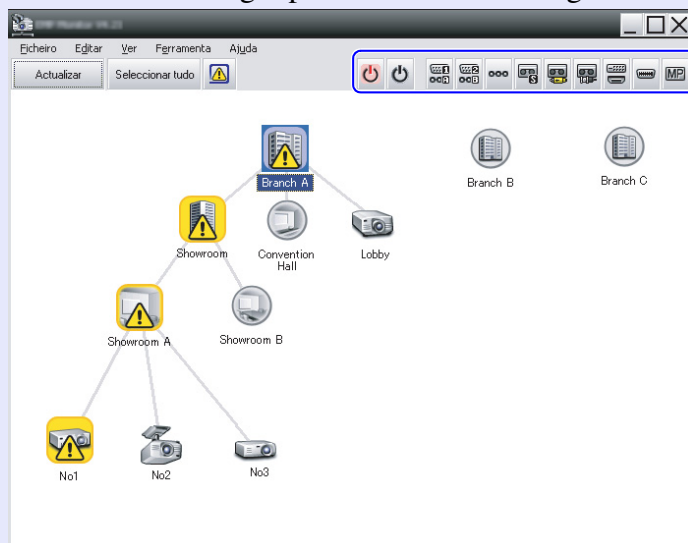 Ficheiro Editar Ver Ferramenta Ajuda
Actualizar Seleccionar tudo
MP
Branch A
Branch B
Branch C
Showroom
Convention
Hall
Lobby
Showroom A
Showroom B
No1
No2
No3